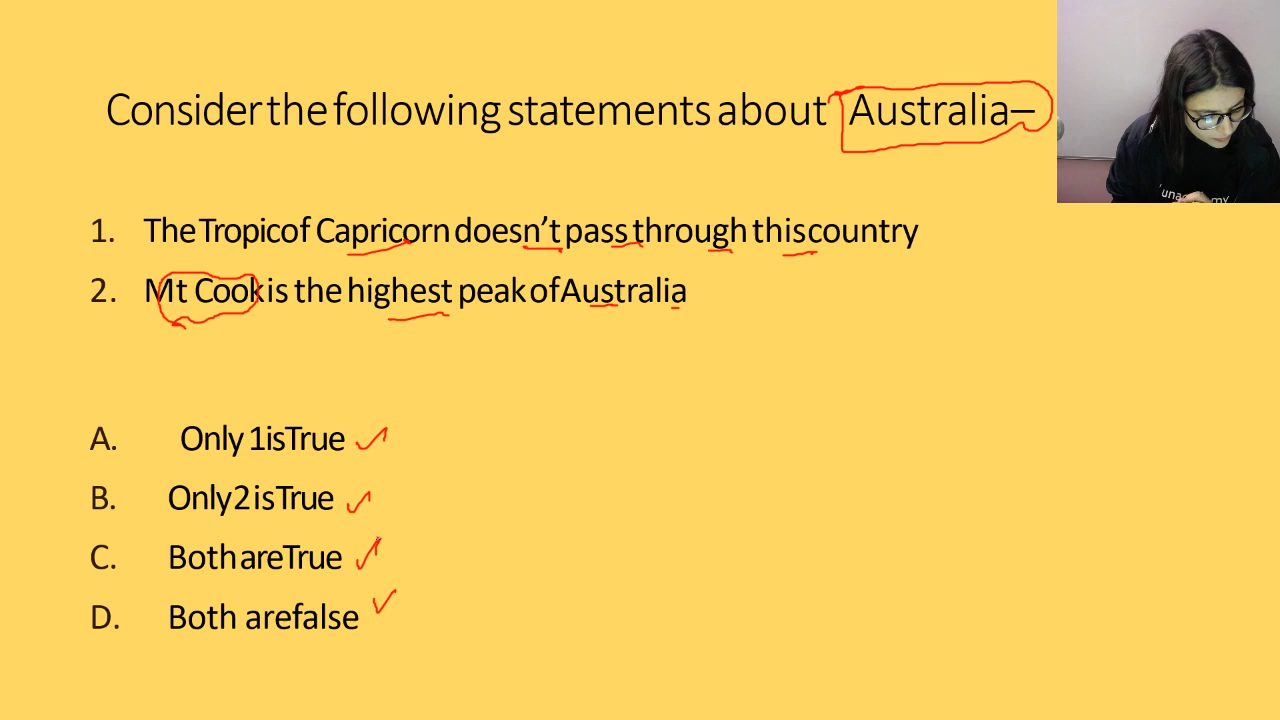 Consider the following statements about Australia–
1. The Tropic of Capricorn doesn't pass through this country
2. Mt Cook is the highest peak of Australia
A. Only 1 is True
B. Only 2 is True
C. Both are True
D. Both are false